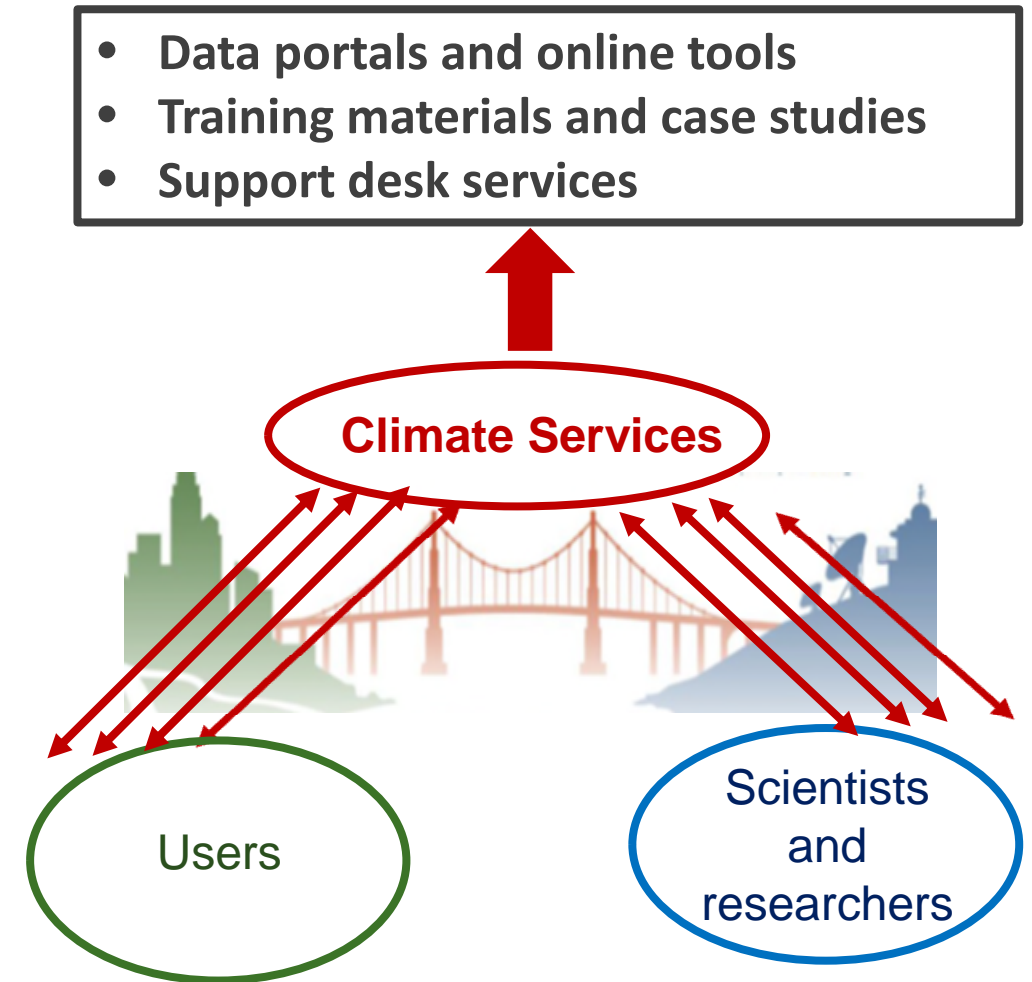 • Data portals and online tools
• Training materials and case studies
• Support desk services
Climate Services
Users
Scientists
and
researchers